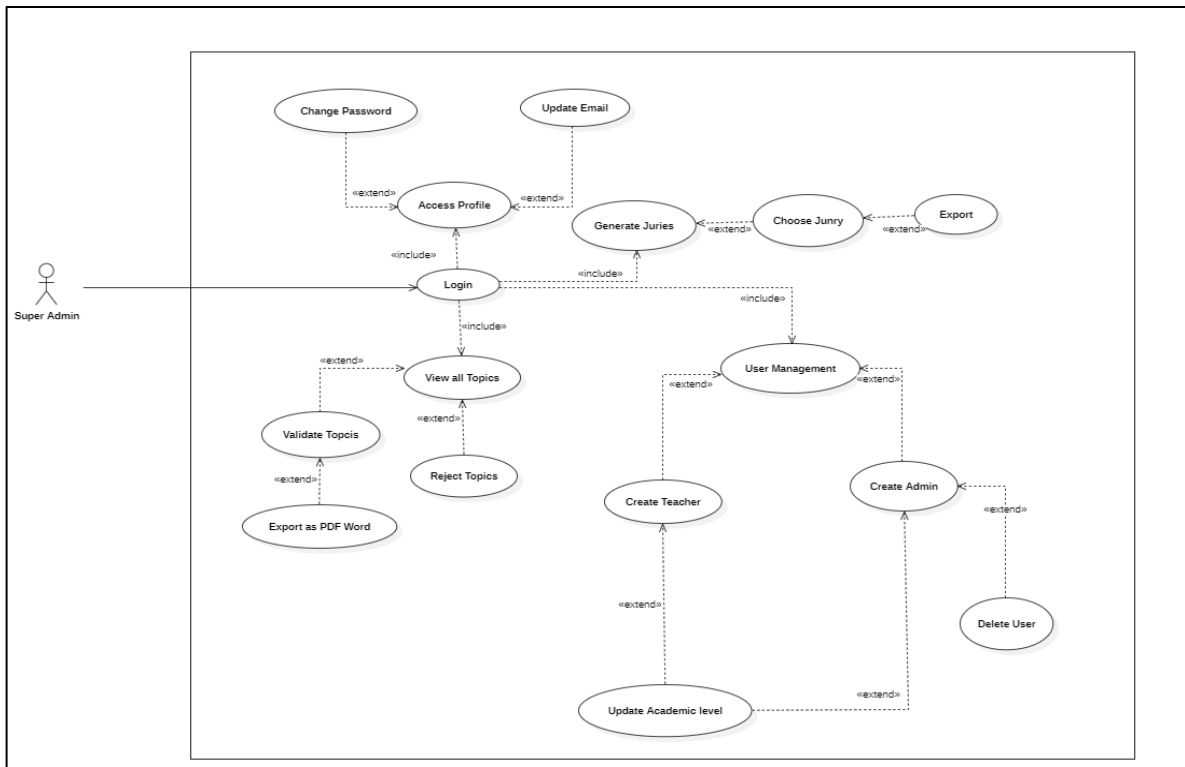 Change Password
Update Email
«extend»
«extend»
Access Profile
Generate Juries
«extend»
Choose Junry
«extend»
Export
«include»
«include»
Login
«include»
Super Admin
«include»
«extend»
View all Topics
User Management
«extend»
«extend»
«extend»
Validate Topcis
Reject Topics
«extend»
Create Teacher
Create Admin
«extend»
Export as PDF Word
«extend»
Delete User
«extend»
Update Academic level